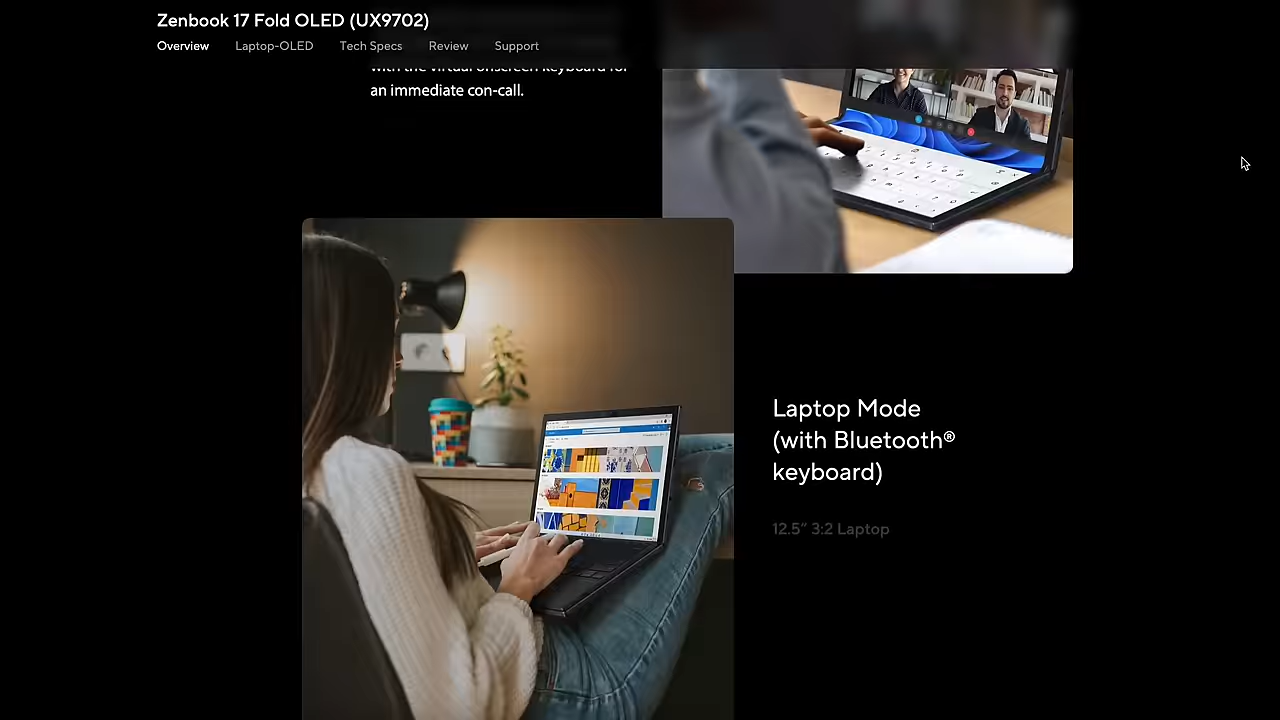 Zenbook 17 Fold OLED (UX9702)
Overview Laptop-OLED Tech Specs Review Support
with the virtual onscreen keyboard for
an immediate con-call.
Laptop Mode
(with Bluetooth®
keyboard)
12.5” 3:2 Laptop